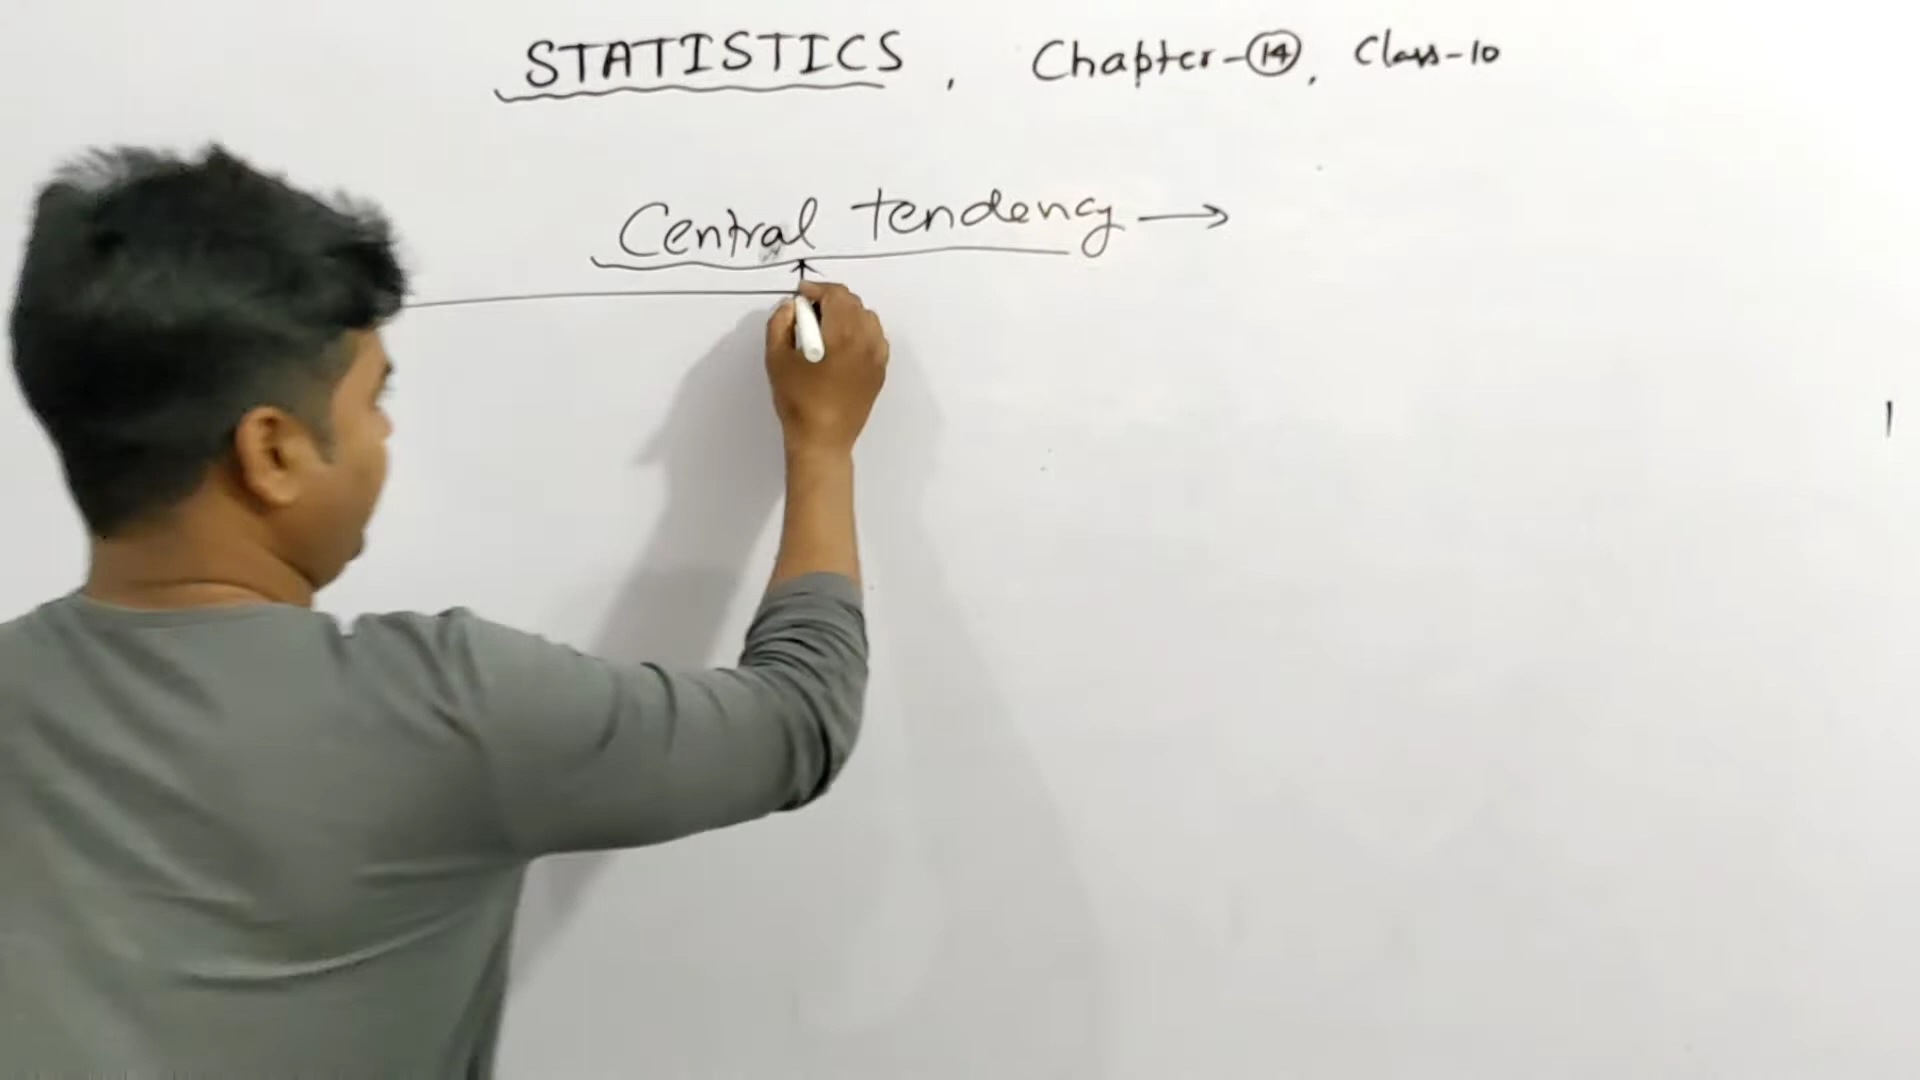 STATISTICS, Chapter-14, Class-10
Central tendency →